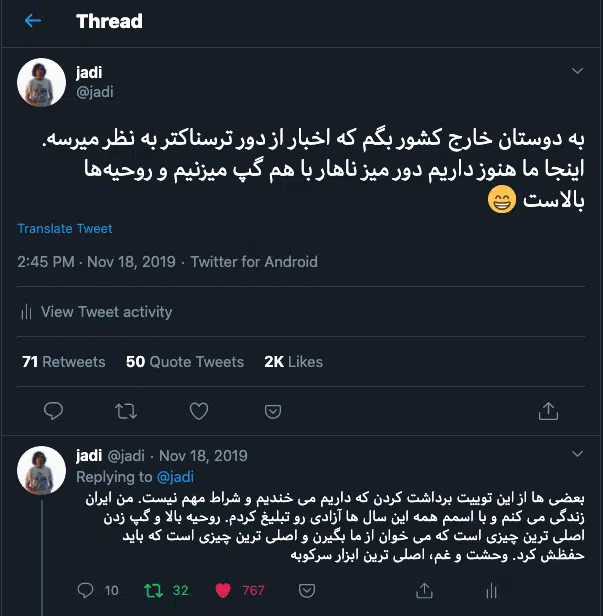 Thread
jadi
@jadi
به دوستان خارج کشور بگم که اخبار از دور ترسناکتر به نظر میرسه.
اینجا ما هنوز داریم دور میز ناهار با هم گپ میزنیم و روحیه‌ها
بالاست 😁
Translate Tweet
2:45 PM · Nov 18, 2019 · Twitter for Android
View Tweet activity
71 Retweets 50 Quote Tweets 2K Likes
jadi @jadi · Nov 18, 2019
Replying to @jadi
بعضی ها از این توییت برداشت کردن که داریم می خندیم و شراط مهم نیست. من ایران
زندگی می کنم و با اسمم همه این سال ها آزادی رو تبلیغ کردم. روحیه بالا و گپ زدن
اصلی ترین چیزی است که می خوان از ما بگیرن و اصلی ترین چیزی است که باید
حفظش کرد. وحشت و غم، اصلی ترین ابزار سرکوبه
10 32 767